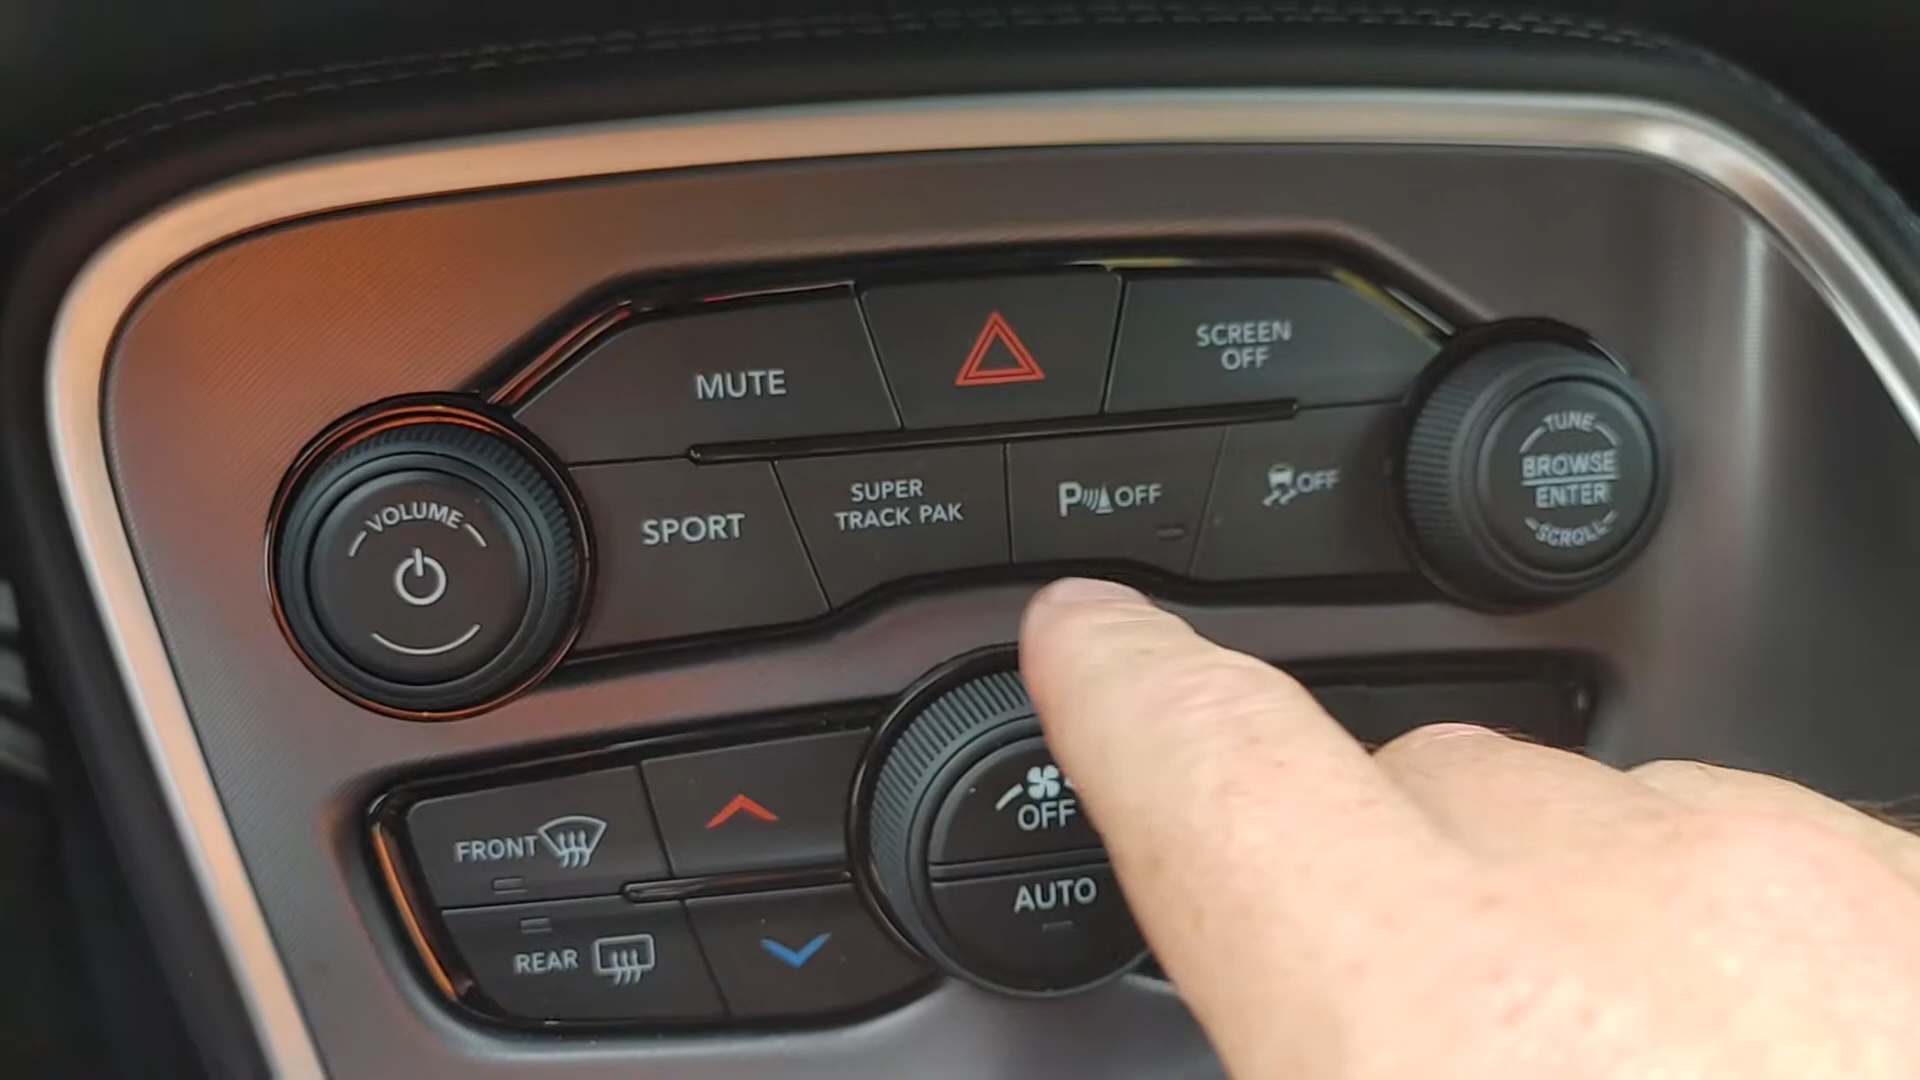 MUTE
SCREEN
OFF
VOLUME
SPORT
SUPER
TRACK PAK
P OFF
OFF
TUNE
BROWSE
ENTER
SCROLL
FRONT
OFF
AUTO
REAR